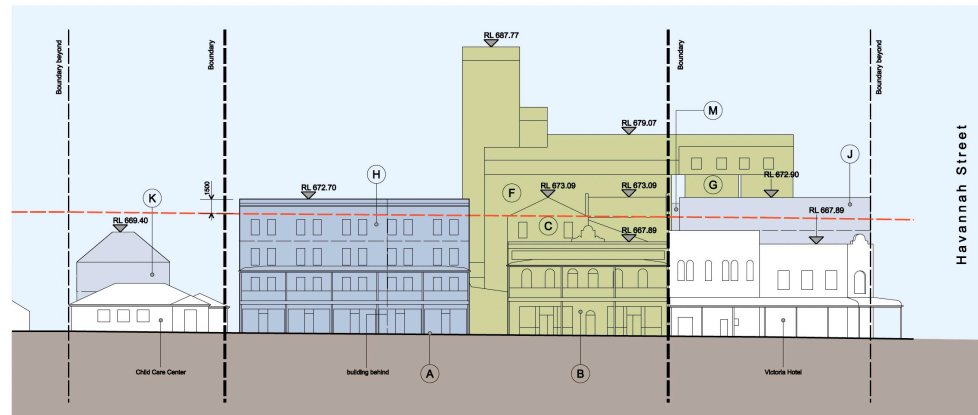 RL 687.77
Boundary beyond
Boundary
Boundary
Boundary beyond
M
RL 679.07
J
K
1500
RL 672.70
H
F
RL 673.09
RL 673.09
G
RL 672.90
RL 669.40
C
RL 667.89
RL 667.89
Havannah Street
Child Care Center
building behind
A
B
Victoria Hotel